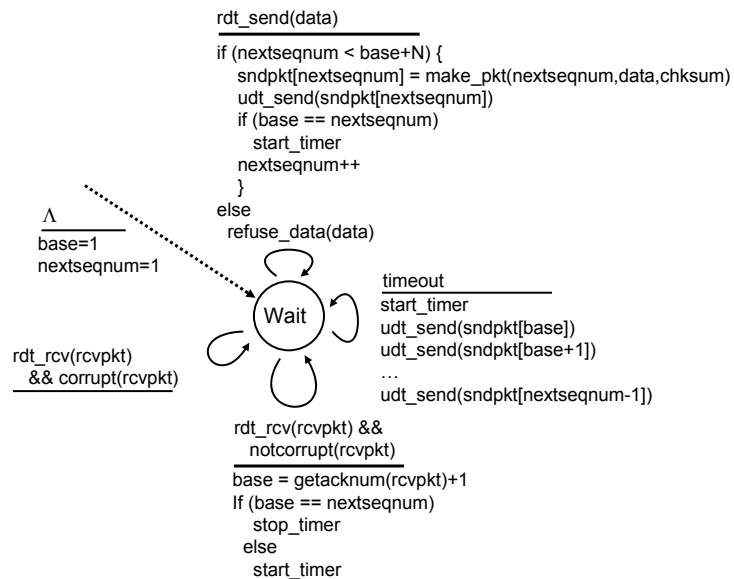 rdt_send(data)
if (nextseqnum < base+N) {
sndpkt[nextseqnum] = make_pkt(nextseqnum,data,chksum)
udt_send(sndpkt[nextseqnum])
if (base == nextseqnum)
start_timer
nextseqnum++
}
else
refuse_data(data)
Λ
base=1
nextseqnum=1
Wait
timeout
start_timer
udt_send(sndpkt[base])
udt_send(sndpkt[base+1])
…
udt_send(sndpkt[nextseqnum-1])
rdt_rcv(rcvpkt)
&& corrupt(rcvpkt)
rdt_rcv(rcvpkt) &&
notcorrupt(rcvpkt)
base = getacknum(rcvpkt)+1
If (base == nextseqnum)
stop_timer
else
start_timer